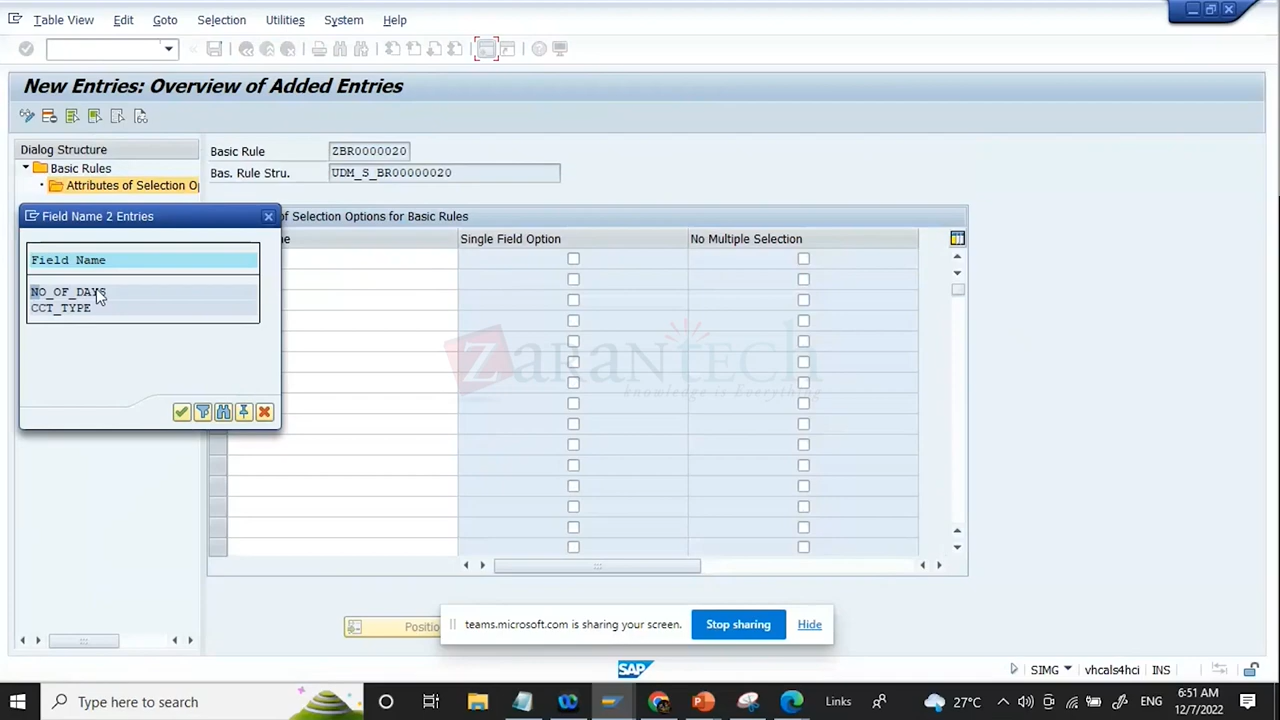 Table View Edit Goto Selection Utilities System Help
New Entries: Overview of Added Entries
Dialog Structure
Basic Rules
Attributes of Selection O
Basic Rule ZBR0000020
Bas. Rule Stru. UDM_S_BR00000020
Field Name 2 Entries
Field Name
NO_OF_DAYS
CCT_TYPE
of Selection Options for Basic Rules
Single Field Option No Multiple Selection
ZARANTECH
knowledge is Everything
Positio
teams.microsoft.com is sharing your screen. Stop sharing Hide
SAP
SIMG vhcals4hci INS
Type here to search
Links 27°C ENG
6:51 AM
12/7/2022